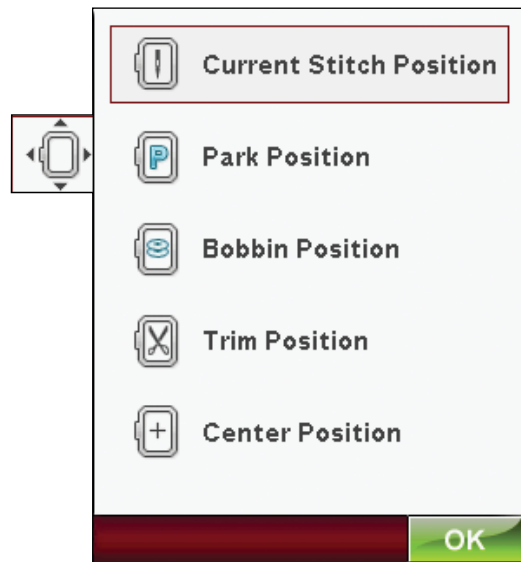 Current Stitch Position
P
Park Position
Bobbin Position
Trim Position
Center Position
OK